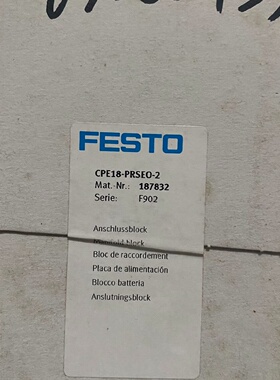 FESTO
CPE18-PRSEO-2
Mat.-Nr.: 187832
Serie: F902
Anschlussblock
block
Bloc de raccordement
Placa de alimentación
Blocco batteria
Anslutningsblock